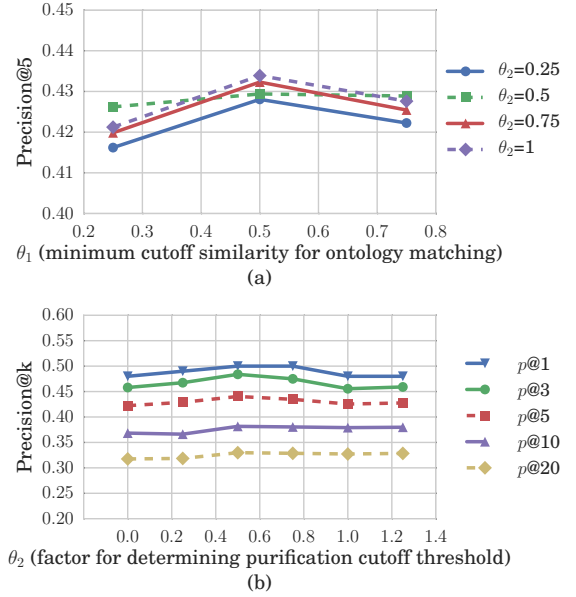 0.45
0.44
0.43
0.42
0.41
0.40
Precision@5
0.2 0.3 0.4 0.5 0.6 0.7 0.8
θ₁ (minimum cutoff similarity for ontology matching)
(a)
θ₂=0.25
θ₂=0.5
θ₂=0.75
θ₂=1
0.60
0.55
0.50
0.45
0.40
0.35
0.30
0.25
0.20
Precision@k
0.0 0.2 0.4 0.6 0.8 1.0 1.2 1.4
θ₂ (factor for determining purification cutoff threshold)
(b)
p@1
p@3
p@5
p@10
p@20